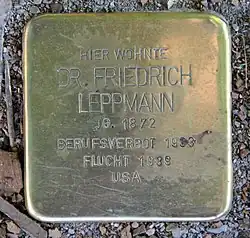 HIER WOHNTE
DR. FRIEDRICH
LEPPMANN
JG. 1872
BERUFSVERBOT 1933
FLUCHT 1939
USA